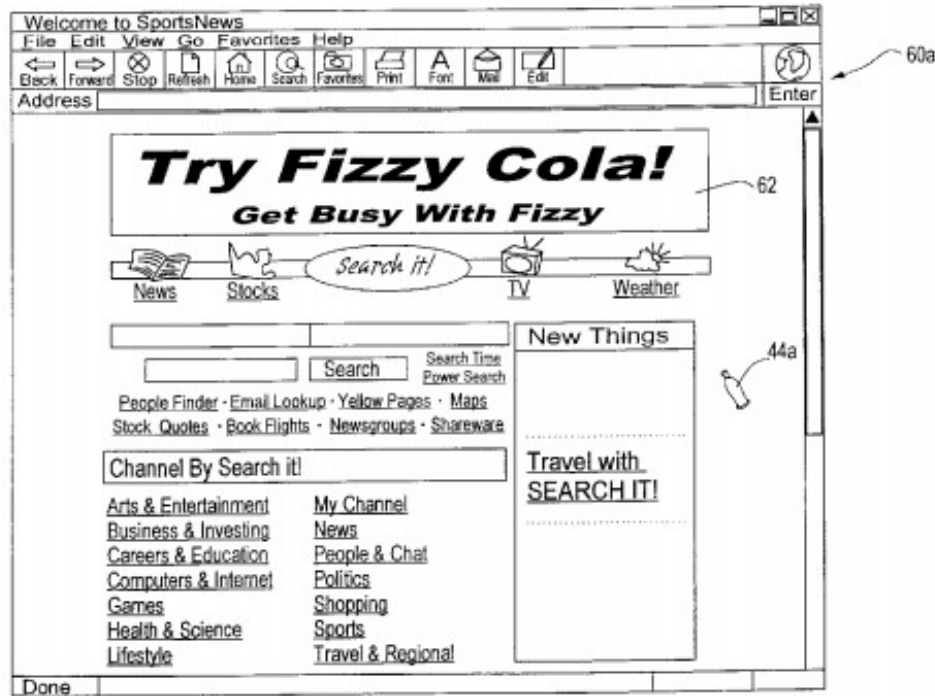 Welcome to SportsNews
File Edit View Go Favorites Help
Back Forward Stop Refresh Home Search Favorites Print Font Mail Edit
60a
Address Enter
Try Fizzy Cola!
Get Busy With Fizzy
62
Search it!
News Stocks TV Weather
New Things
44a
Search Search Time
Power Search
People Finder · Email Lookup · Yellow Pages · Maps
Stock Quotes · Book Flights · Newsgroups · Shareware
Channel By Search it!
Travel with
SEARCH IT!
Arts & Entertainment My Channel
Business & Investing News
Careers & Education People & Chat
Computers & Internet Politics
Games Shopping
Health & Science Sports
Lifestyle Travel & Regional
Done